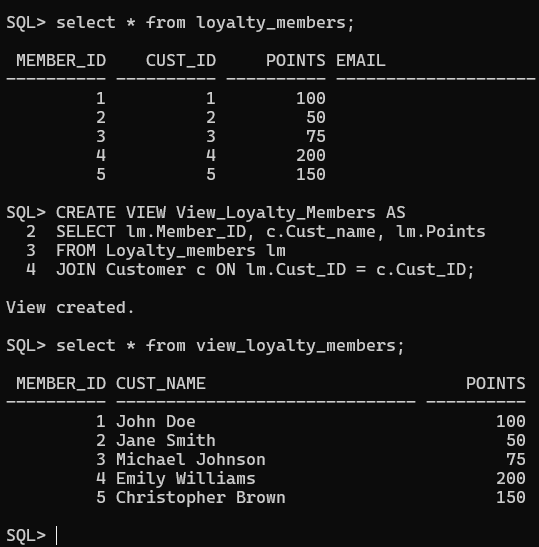 SQL> select * from loyalty_members;
 MEMBER_ID    CUST_ID     POINTS EMAIL
---------- ---------- ---------- --------------------
         1          1        100
         2          2         50
         3          3         75
         4          4        200
         5          5        150
SQL> CREATE VIEW View_Loyalty_Members AS
  2  SELECT lm.Member_ID, c.Cust_name, lm.Points
  3  FROM Loyalty_members lm
  4  JOIN Customer c ON lm.Cust_ID = c.Cust_ID;
View created.
SQL> select * from view_loyalty_members;
 MEMBER_ID CUST_NAME                          POINTS
---------- ------------------------------ ----------
         1 John Doe                              100
         2 Jane Smith                             50
         3 Michael Johnson                        75
         4 Emily Williams                        200
         5 Christopher Brown                     150
SQL>